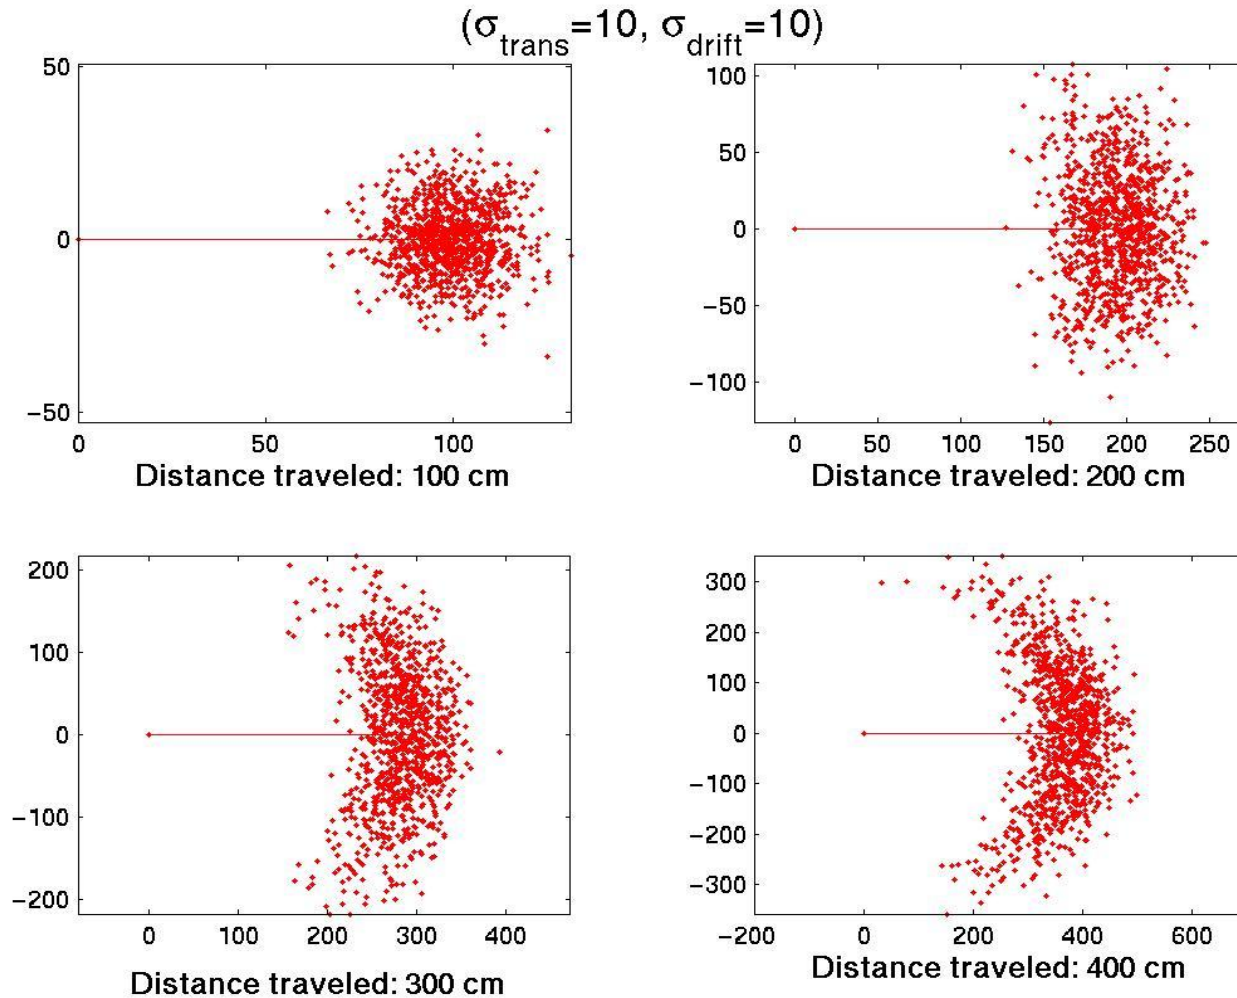 (σtrans=10, σdrift=10)
50
0
−50
0 50 100
Distance traveled: 100 cm
100
50
0
−50
−100
0 50 100 150 200 250
Distance traveled: 200 cm
200
100
0
−100
−200
0 100 200 300 400
Distance traveled: 300 cm
300
200
100
0
−100
−200
−300
−200 0 200 400 600
Distance traveled: 400 cm